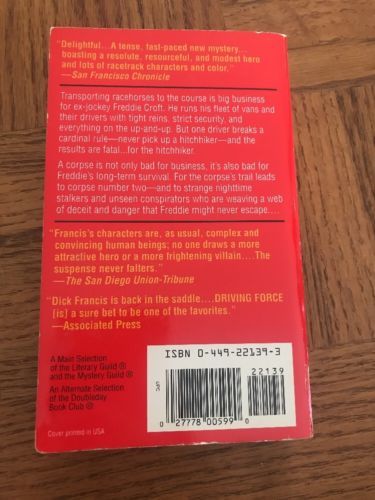 "Delightful... A tense, fast-paced new mystery...
boasting a resolute, resourceful, and modest hero
and lots of racetrack characters and color."
—San Francisco Chronicle
Transporting racehorses to the course is big business
for ex-jockey Freddie Croft. He runs his fleet of vans and
their drivers with tight reins, strict security, and
everything on the up-and-up. But one driver breaks a
cardinal rule—never pick up a hitchhiker—and the
results are fatal...for the hitchhiker.
A corpse is not only bad for business, it's also bad for
Freddie's long-term survival. For the corpse's trail leads
to corpse number two—and to strange nighttime
stalkers and unseen conspirators who are weaving a web
of deceit and danger that Freddie might never escape....
"Francis's characters are, as usual, complex and
convincing human beings; no one draws a more
attractive hero or a more frightening villain....The
suspense never falters."
—The San Diego Union-Tribune
"Dick Francis is back in the saddle....DRIVING FORCE
[is] a sure bet to be one of the favorites."
—Associated Press
A Main Selection
of the Literary Guild ®
and the Mystery Guild ®
An Alternate Selection
of the Doubleday
Book Club ®
Cover printed in USA
UPC
ISBN 0-449-22139-3
22139
0 27778 00599 0